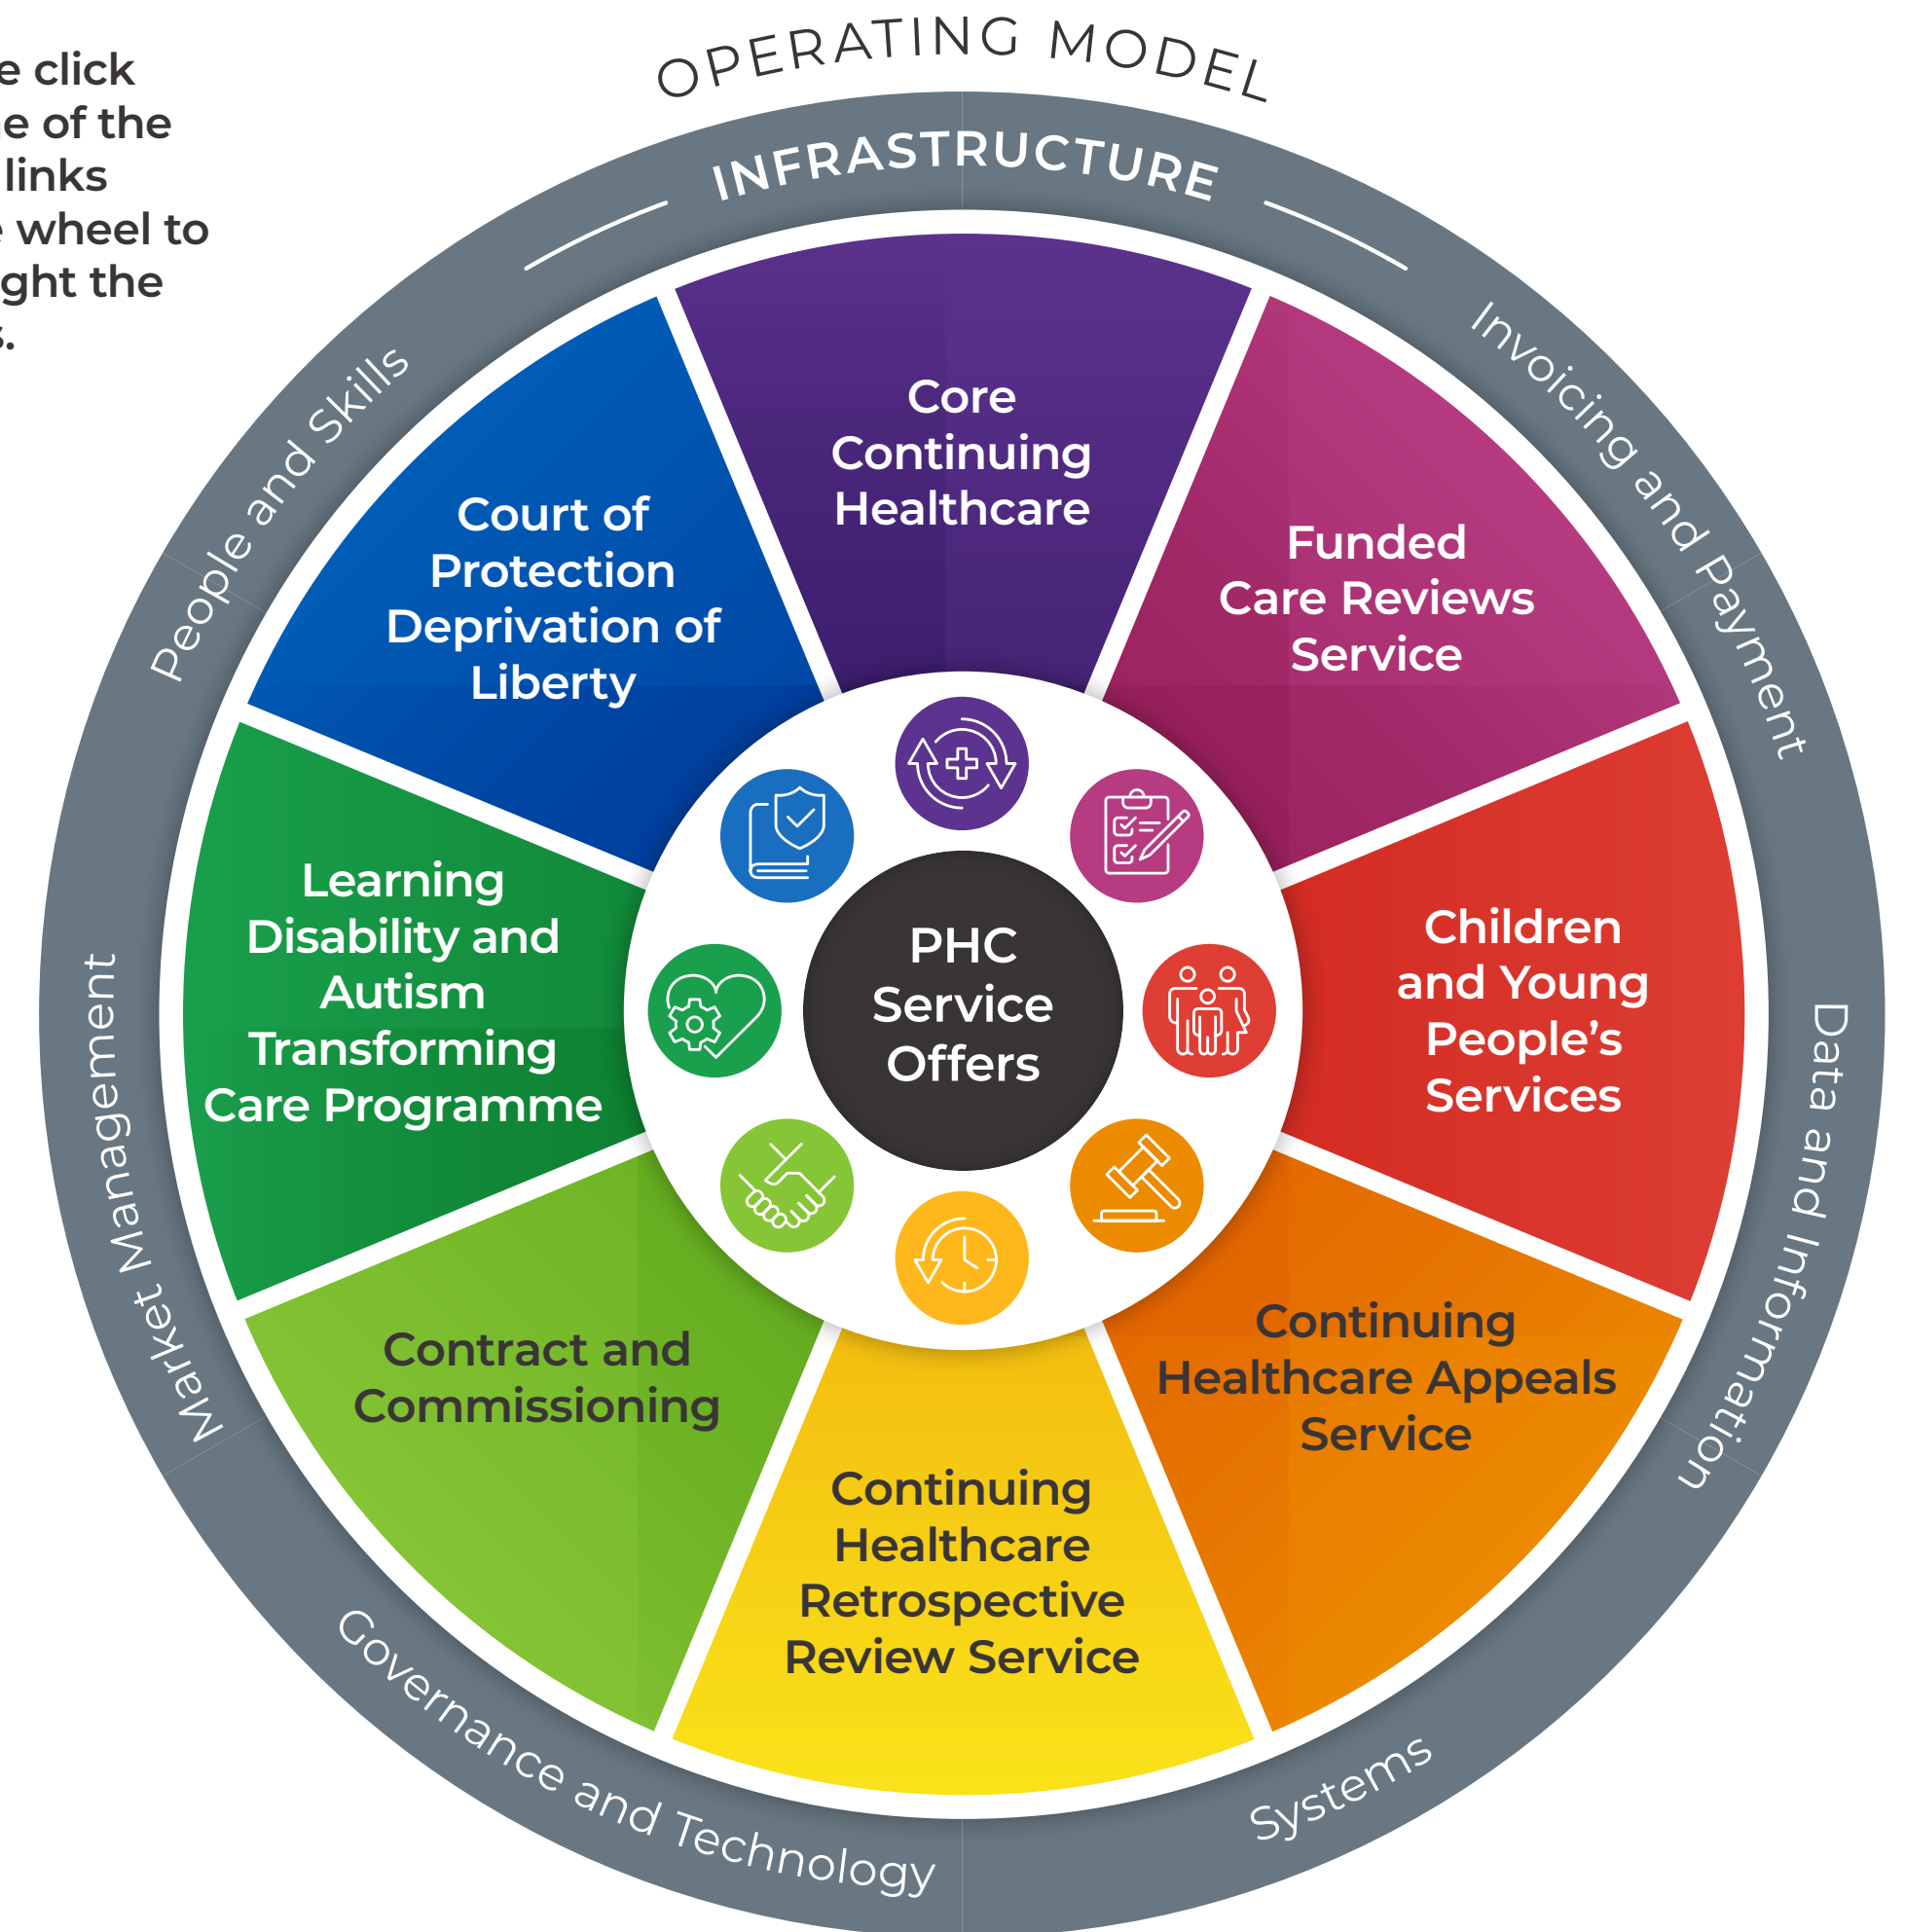 e click
e of the
links
wheel to
ght the
s.
OPERATING MODEL
INFRASTRUCTURE
Invoicing and Payment
Data and Information
Systems
Governance and Technology
Market Management
People and Skills
Core
Continuing
Healthcare
Funded
Care Reviews
Service
Children
and Young
People’s
Services
Continuing
Healthcare Appeals
Service
Continuing
Healthcare
Retrospective
Review Service
Contract and
Commissioning
Learning
Disability and
Autism
Transforming
Care Programme
Court of
Protection
Deprivation of
Liberty
PHC
Service
Offers